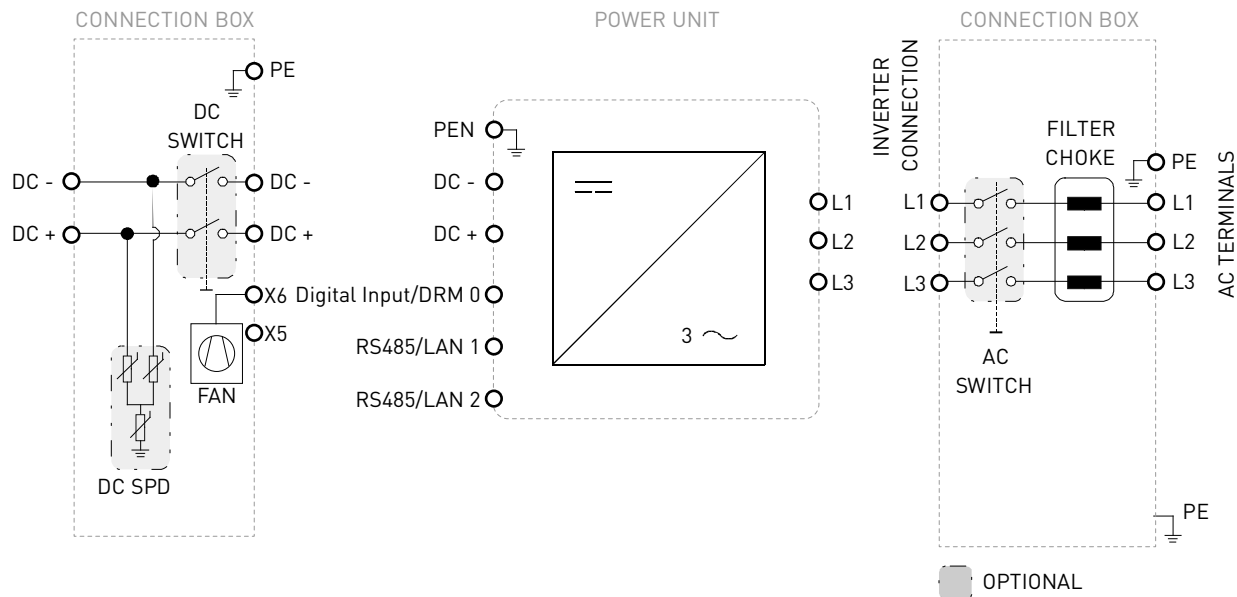 CONNECTION BOX
PE
DC
SWITCH
DC -
DC -
DC +
DC +
X6
X5
FAN
DC SPD
POWER UNIT
PEN
DC -
DC +
Digital Input/DRM 0
RS485/LAN 1
RS485/LAN 2
3
L1
L2
L3
CONNECTION BOX
INVERTER
CONNECTION
FILTER
CHOKE
PE
L1
L1
L2
L2
L3
L3
AC TERMINALS
AC
SWITCH
PE
OPTIONAL